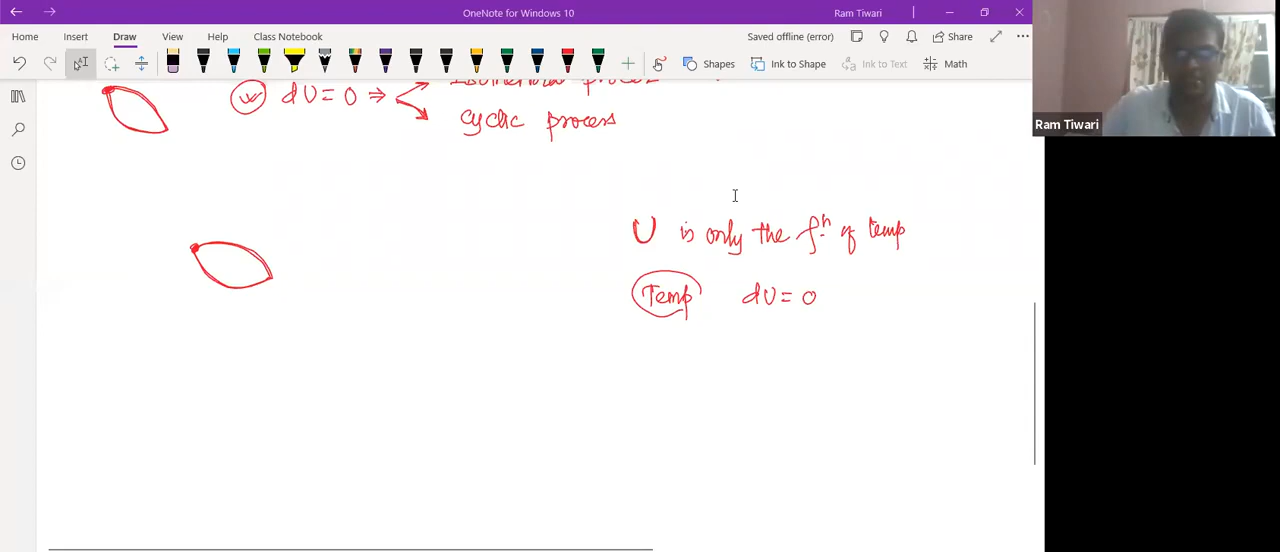 OneNote for Windows 10
Ram Tiwari
Home Insert Draw View Help Class Notebook
Saved offline (error)
Share
Shapes
Ink to Shape
Ink to Text
Math
Ram Tiwari
Isothermal process
dU = 0 ⇒
cyclic process
U is only the fⁿ of temp
Temp dU = 0